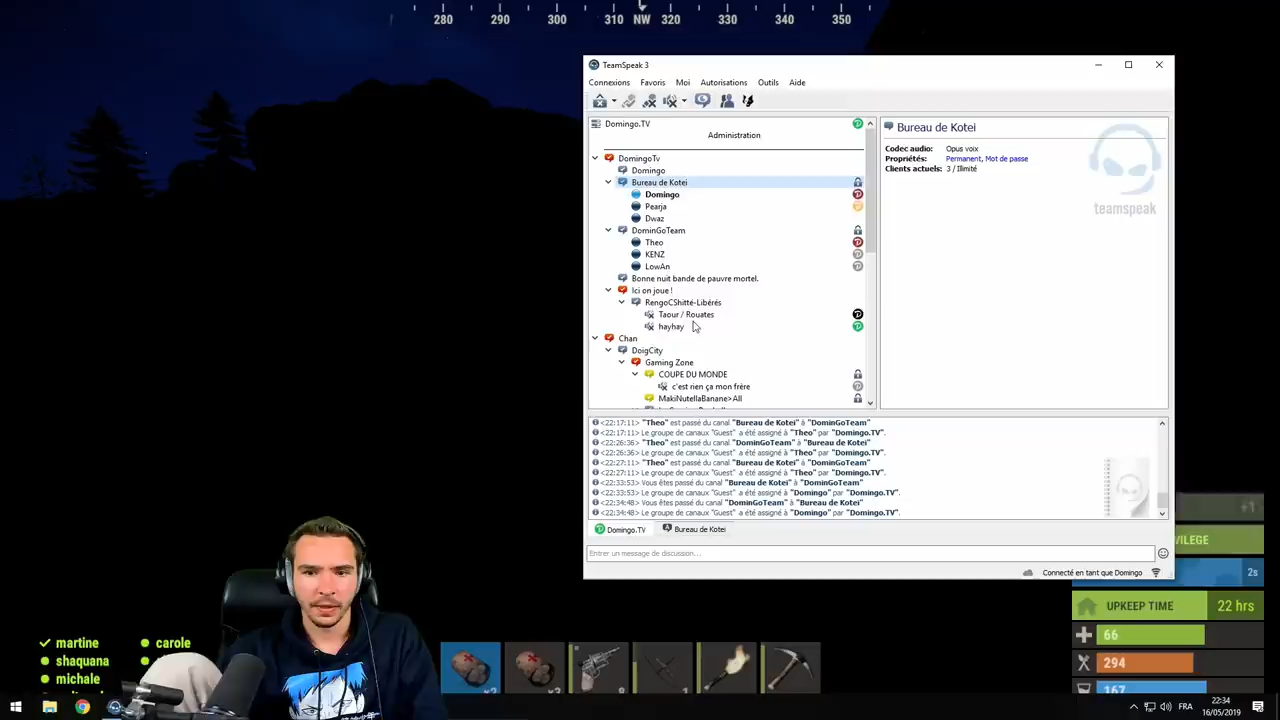 280 290 300 310 NW 320 330 340 350
TeamSpeak 3
Connexions Favoris Moi Autorisations Outils Aide
Domingo.TV
Administration
DomingoTv
Domingo
Bureau de Kotei
Domingo
Pearja
Dwaz
DominGoTeam
Theo
KENZ
LowAn
Bonne nuit bande de pauvre mortel.
Ici on joue !
RengoCShitté-Libérés
Taour / Rouates
hayhay
Chan
DoigCity
Gaming Zone
COUPE DU MONDE
c'est rien ça mon frère
MakiNutellaBanane>All
Bureau de Kotei
Codec audio: Opus voix
Propriétés: Permanent, Mot de passe
Clients actuels: 3 / Illimité
teamspeak
<22:17:11> "Theo" est passé du canal "Bureau de Kotei" à "DominGoTeam"
<22:17:11> Le groupe de canaux "Guest" a été assigné à "Theo" par "Domingo.TV".
<22:26:36> "Theo" est passé du canal "DominGoTeam" à "Bureau de Kotei"
<22:26:36> Le groupe de canaux "Guest" a été assigné à "Theo" par "Domingo.TV".
<22:27:11> "Theo" est passé du canal "Bureau de Kotei" à "DominGoTeam"
<22:27:11> Le groupe de canaux "Guest" a été assigné à "Theo" par "Domingo.TV".
<22:33:53> Vous êtes passé du canal "Bureau de Kotei" à "DominGoTeam"
<22:33:53> Le groupe de canaux "Guest" a été assigné à "Domingo" par "Domingo.TV".
<22:34:48> Vous êtes passé du canal "DominGoTeam" à "Bureau de Kotei"
<22:34:48> Le groupe de canaux "Guest" a été assigné à "Domingo" par "Domingo.TV".
Domingo.TV Bureau de Kotei
Entrer un message de discussion...
Connecté en tant que Domingo
+1
VILEGE
2s
UPKEEP TIME 22 hrs
66
294
167
martine carole
shaquana
michale
x2 x3 8 1
FRA 22:34
16/05/2019